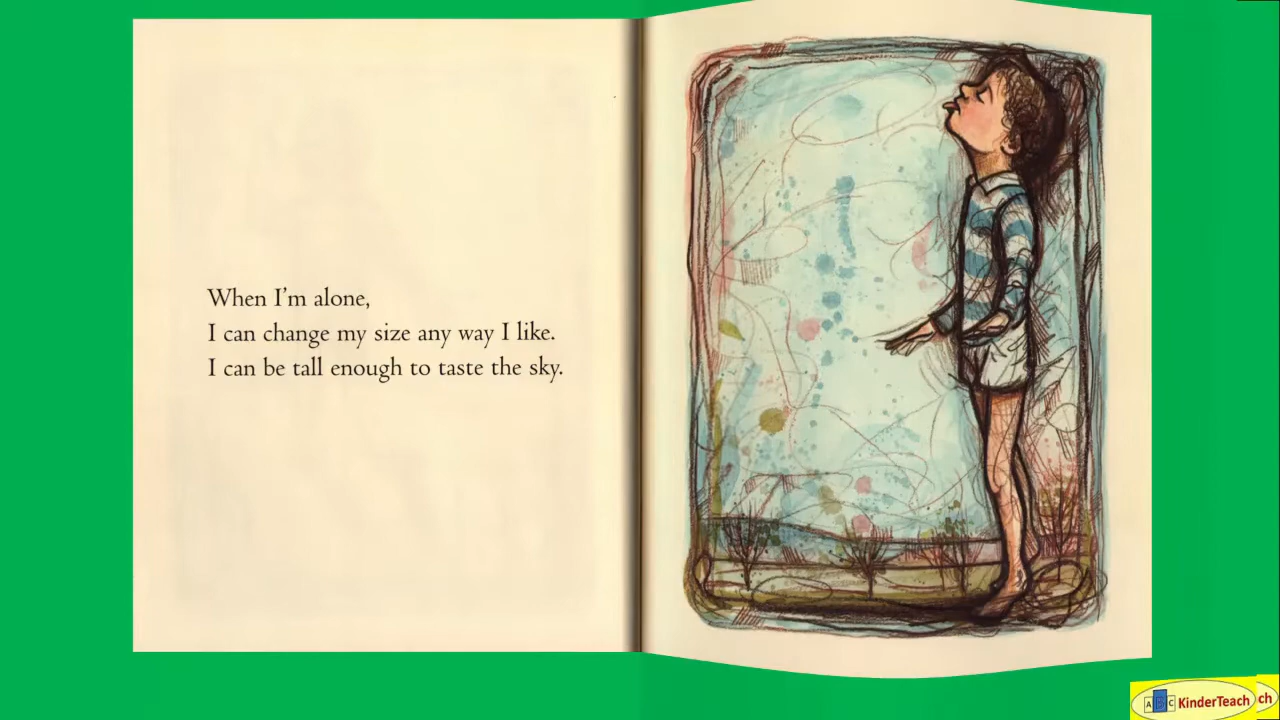 When I'm alone,
I can change my size any way I like.
I can be tall enough to taste the sky.
ABC KinderTeach ch